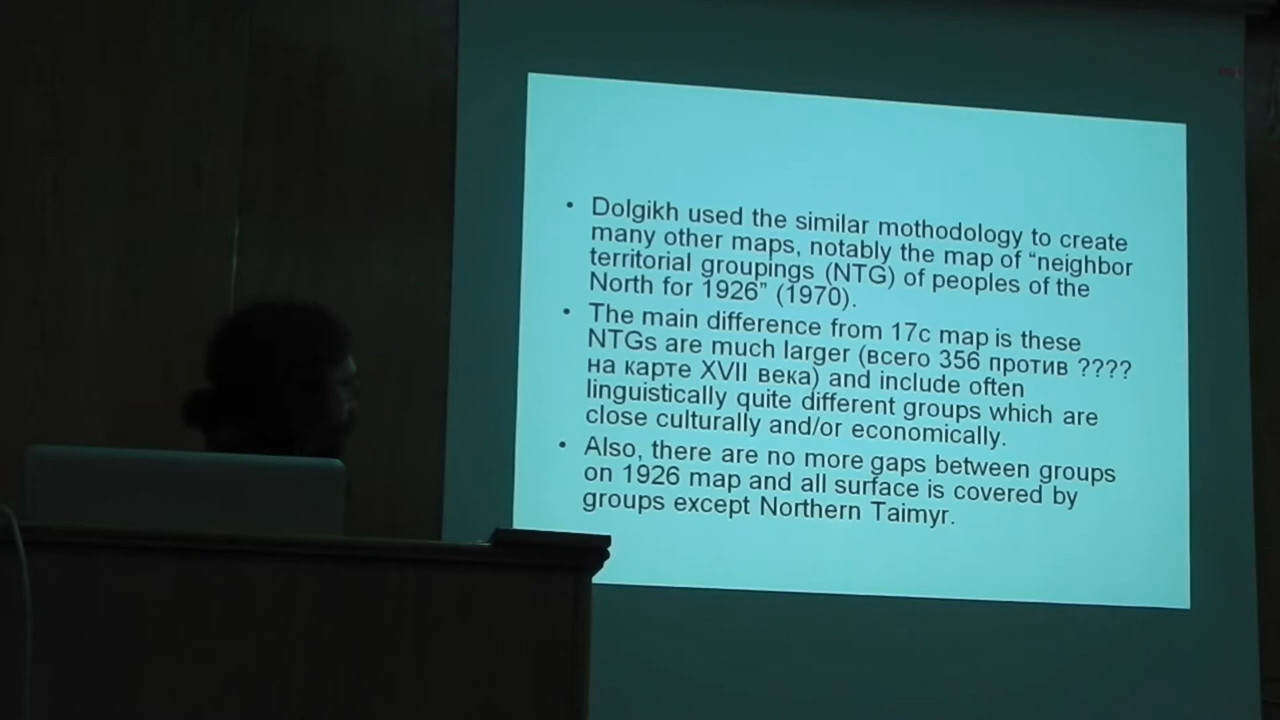 • Dolgikh used the similar mothodology to create
many other maps, notably the map of “neighbor
territorial groupings (NTG) of peoples of the
North for 1926” (1970).
• The main difference from 17c map is these
NTGs are much larger (всего 356 против ????
на карте XVII века) and include often
linguistically quite different groups which are
close culturally and/or economically.
• Also, there are no more gaps between groups
on 1926 map and all surface is covered by
groups except Northern Taimyr.